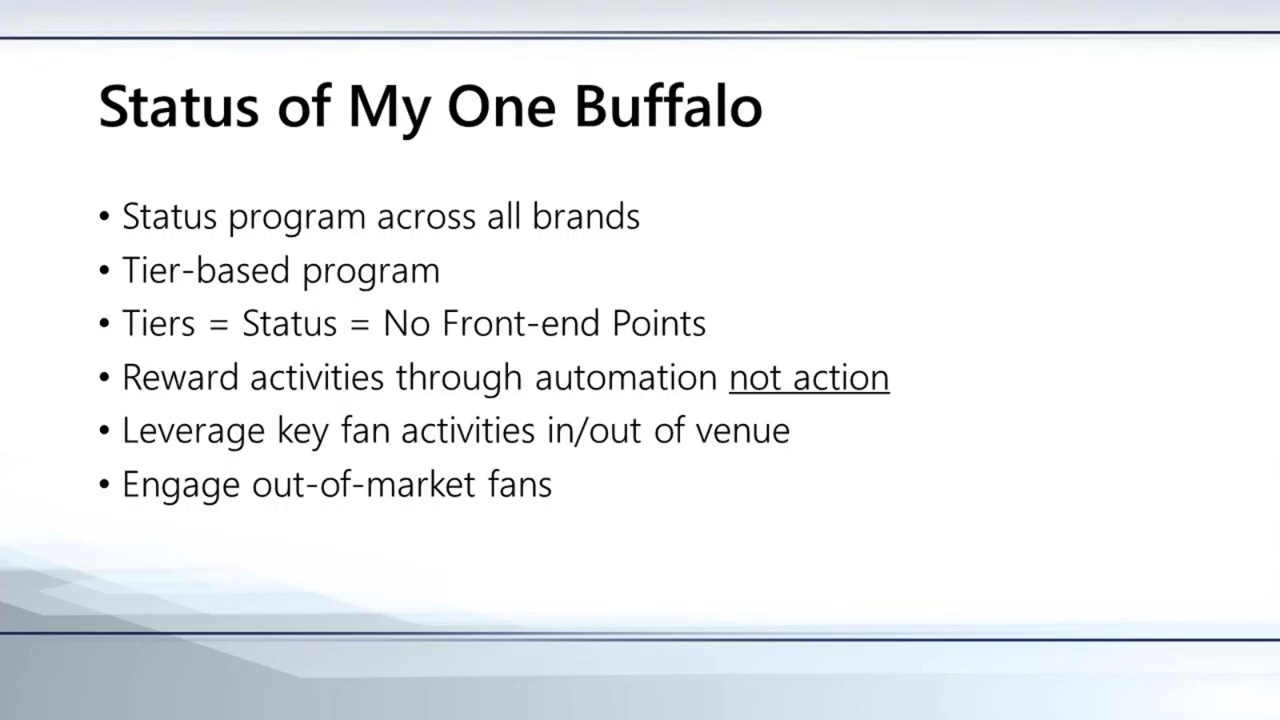 Status of My One Buffalo
• Status program across all brands
• Tier-based program
• Tiers = Status = No Front-end Points
• Reward activities through automation not action
• Leverage key fan activities in/out of venue
• Engage out-of-market fans